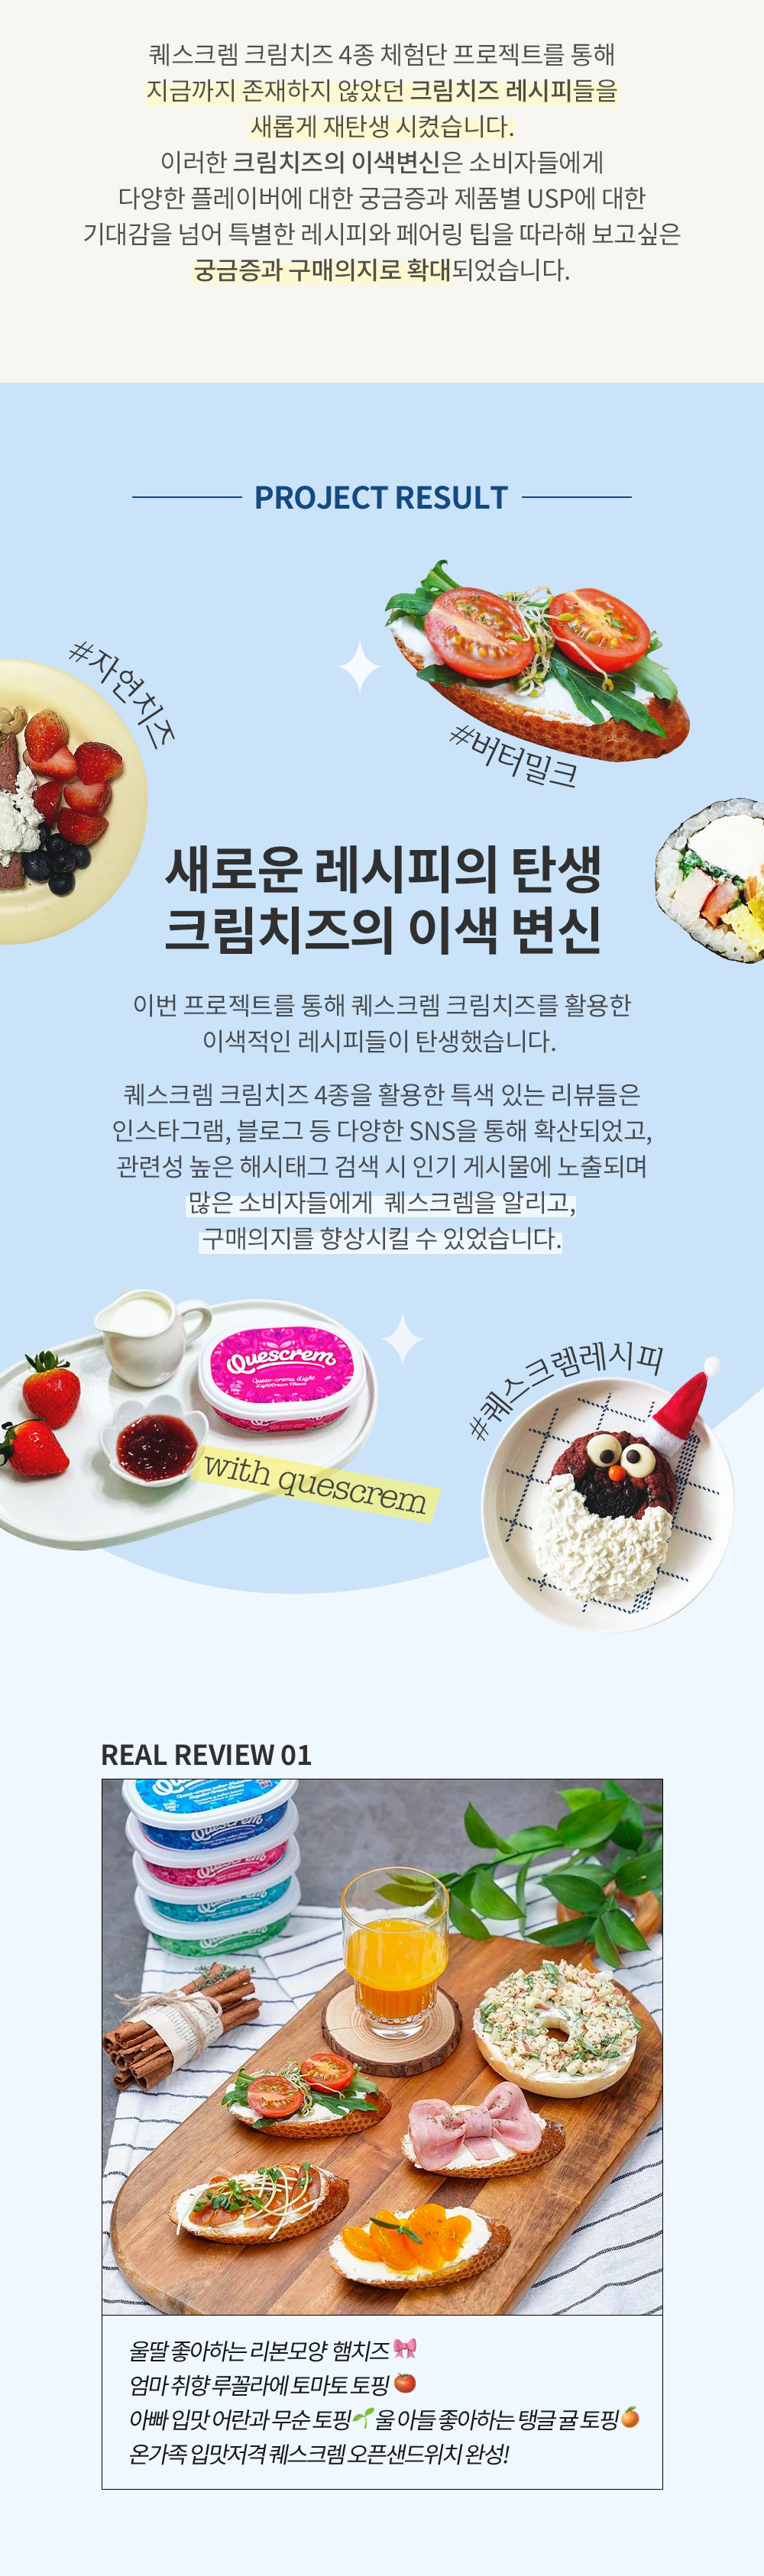 퀘스크렘 크림치즈 4종 체험단 프로젝트를 통해
지금까지 존재하지 않았던 크림치즈 레시피들을
새롭게 재탄생 시켰습니다.
이러한 크림치즈의 이색변신은 소비자들에게
다양한 플레이버에 대한 궁금증과 제품별 USP에 대한
기대감을 넘어 특별한 레시피와 페어링 팁을 따라해 보고싶은
궁금증과 구매의지로 확대되었습니다.
PROJECT RESULT
#자연치즈
#버터밀크
새로운 레시피의 탄생
크림치즈의 이색 변신
이번 프로젝트를 통해 퀘스크렘 크림치즈를 활용한
이색적인 레시피들이 탄생했습니다.
퀘스크렘 크림치즈 4종을 활용한 특색 있는 리뷰들은
인스타그램, 블로그 등 다양한 SNS을 통해 확산되었고,
관련성 높은 해시태그 검색 시 인기 게시물에 노출되며
많은 소비자들에게 퀘스크렘을 알리고,
구매의지를 향상시킬 수 있었습니다.
Quescrem
with quescrem
#퀘스크렘레시피
REAL REVIEW 01
울딸 좋아하는 리본모양 햄치즈🎀
엄마 취향 루꼴라에 토마토 토핑🍅
아빠 입맛 어란과 무순 토핑🌱울 아들 좋아하는 탱글 귤 토핑🍊
온가족 입맛저격 퀘스크렘 오픈샌드위치 완성!